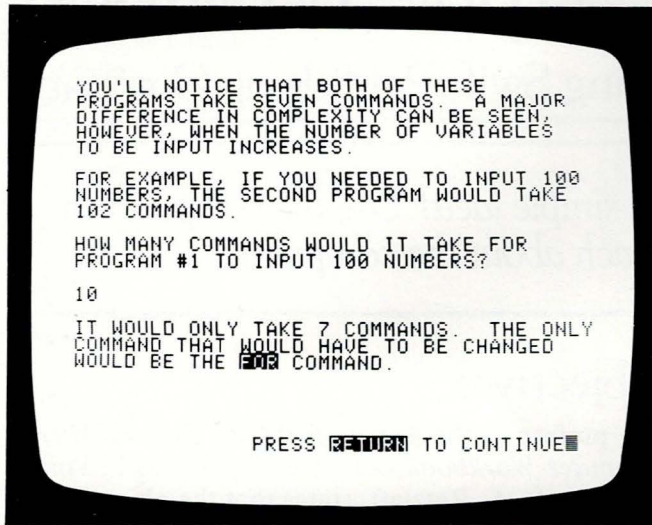 YOU'LL NOTICE THAT BOTH OF THESE
PROGRAMS TAKE SEVEN COMMANDS. A MAJOR
DIFFERENCE IN COMPLEXITY CAN BE SEEN,
HOWEVER, WHEN THE NUMBER OF VARIABLES
TO BE INPUT INCREASES.
FOR EXAMPLE, IF YOU NEEDED TO INPUT 100
NUMBERS, THE SECOND PROGRAM WOULD TAKE
102 COMMANDS.
HOW MANY COMMANDS WOULD IT TAKE FOR
PROGRAM #1 TO INPUT 100 NUMBERS?
10
IT WOULD ONLY TAKE 7 COMMANDS. THE ONLY
COMMAND THAT WOULD HAVE TO BE CHANGED
WOULD BE THE FOR COMMAND.
PRESS RETURN TO CONTINUE